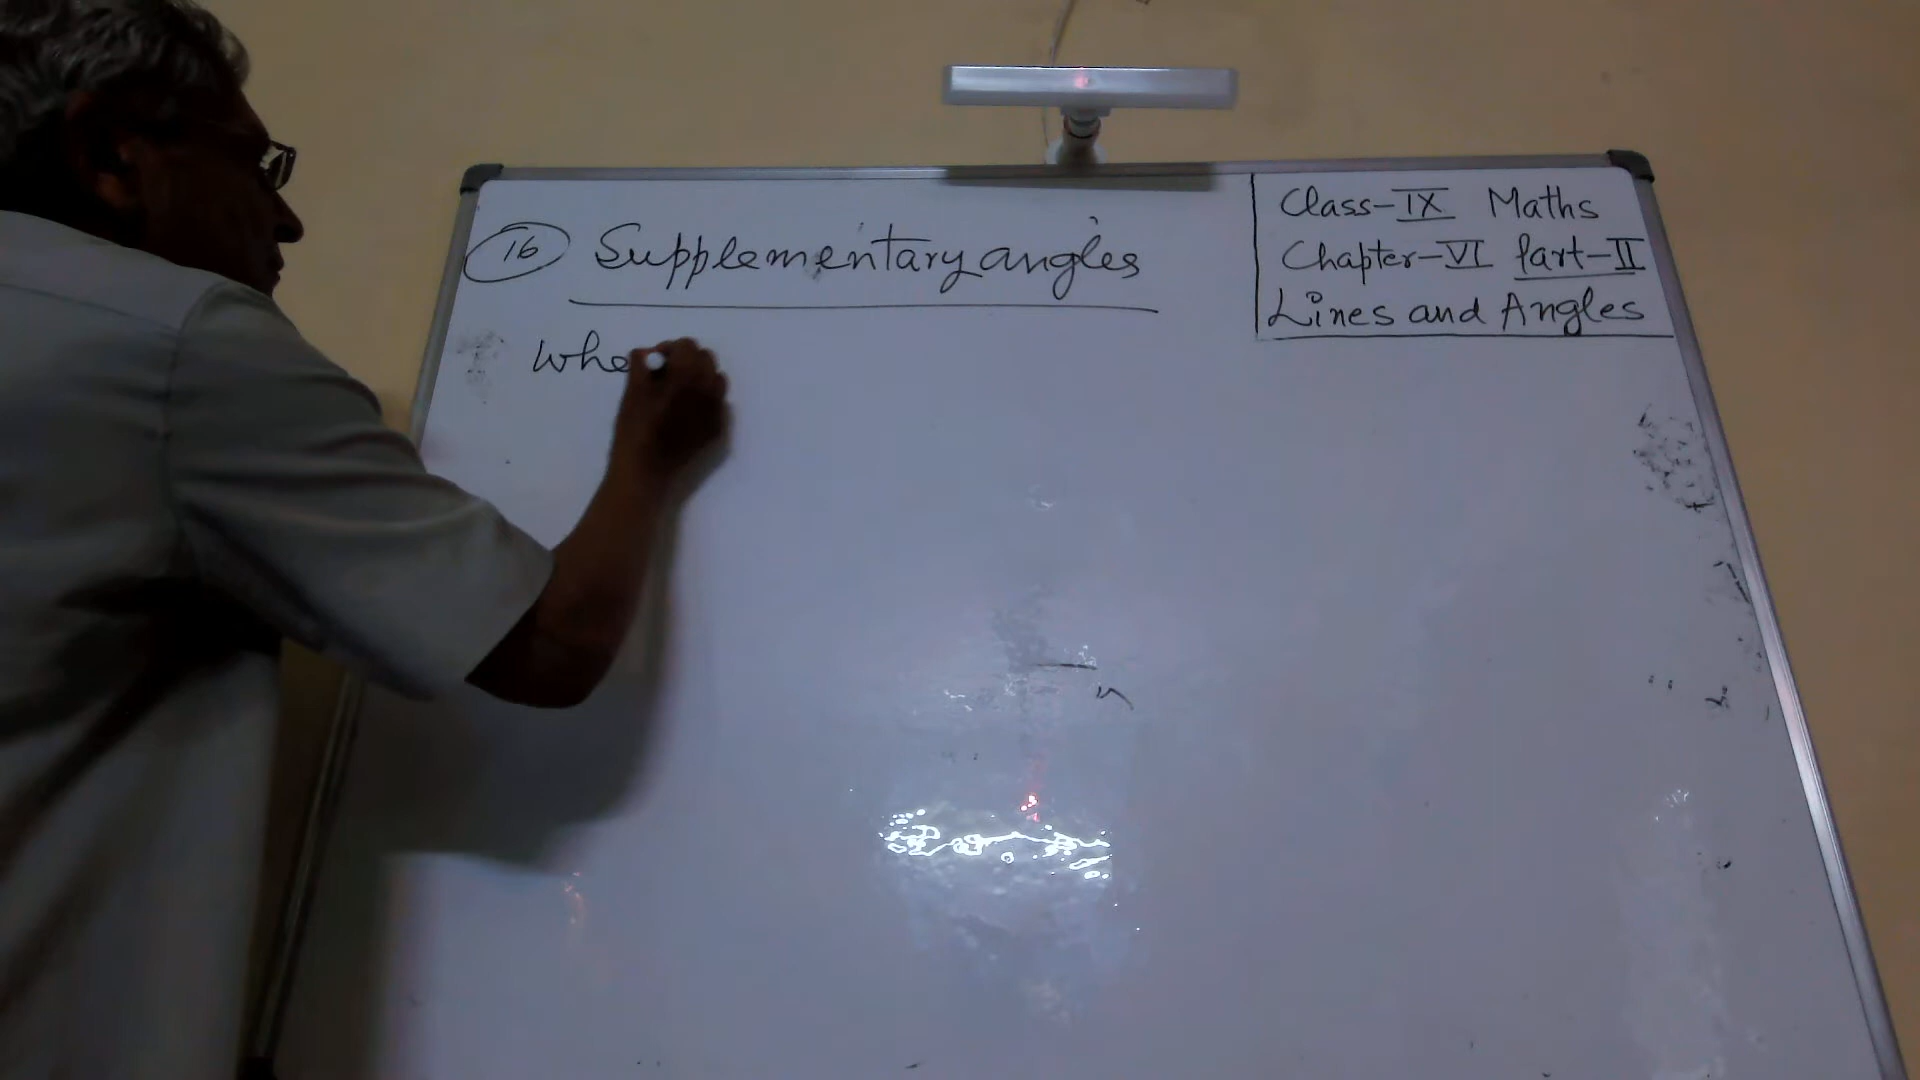 16 Supplementary angles
Class-IX Maths
Chapter-VI Part-II
Lines and Angles
Whe